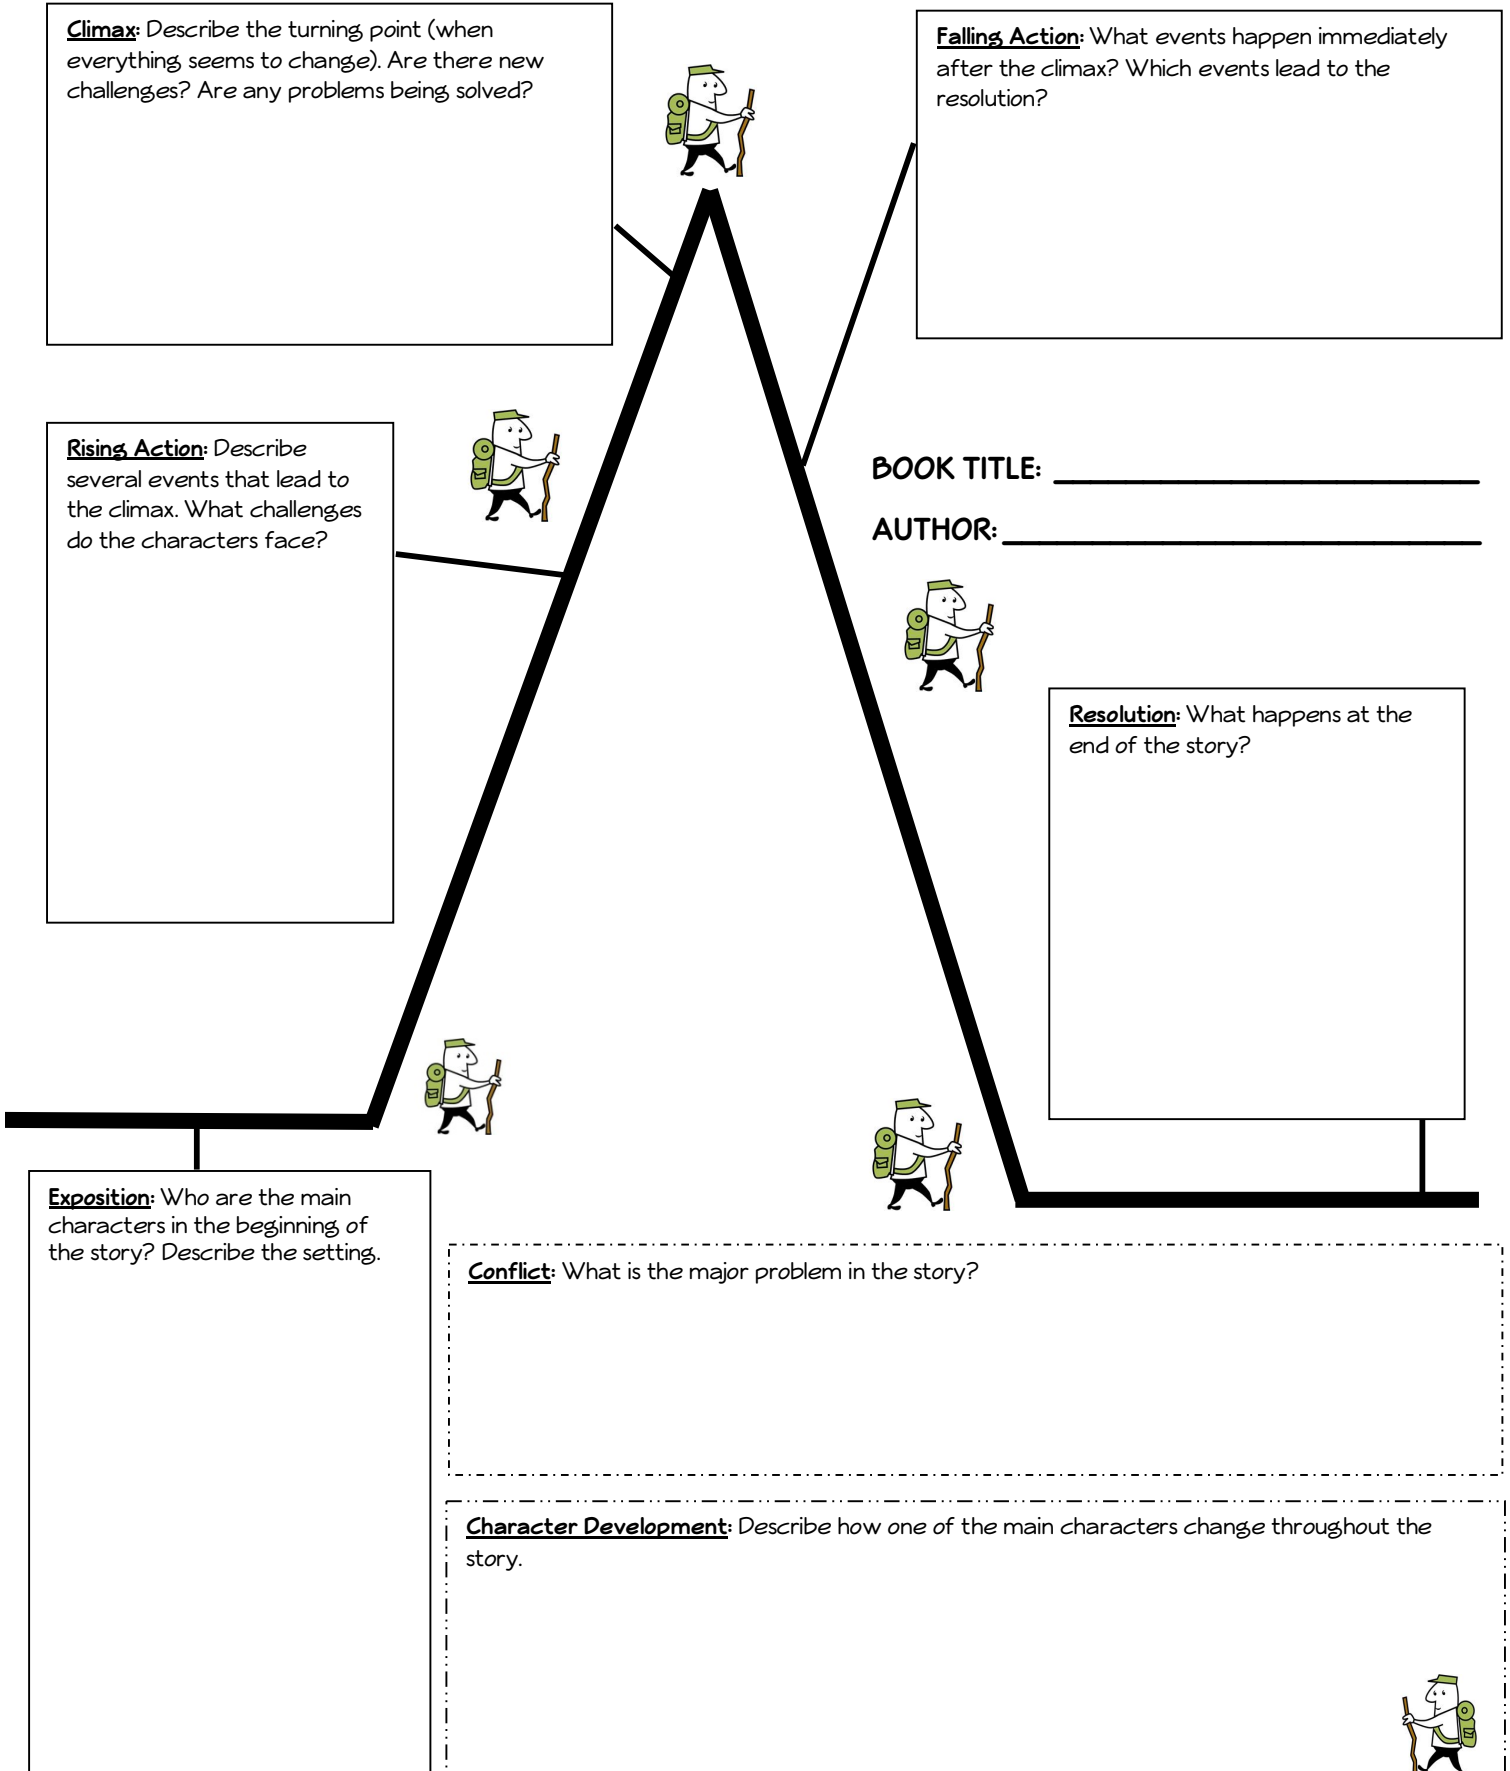 Climax: Describe the turning point (when
everything seems to change). Are there new
challenges? Are any problems being solved?
Falling Action: What events happen immediately
after the climax? Which events lead to the
resolution?
Rising Action: Describe
several events that lead to
the climax. What challenges
do the characters face?
BOOK TITLE:
AUTHOR:
Resolution: What happens at the
end of the story?
Exposition: Who are the main
characters in the beginning of
the story? Describe the setting.
Conflict: What is the major problem in the story?
Character Development: Describe how one of the main characters change throughout the
story.